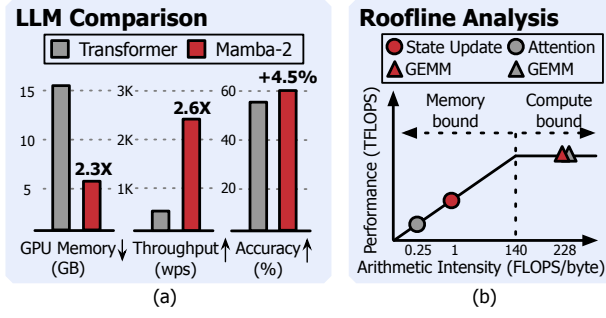 LLM Comparison
Transformer Mamba-2
15 10 5
3K 2K 1K
60 40 20
2.3X
2.6X
+4.5%
GPU Memory ↓ Throughput ↑ Accuracy ↑
(GB) (wps) (%)
(a)
Roofline Analysis
State Update Attention
GEMM GEMM
Performance (TFLOPS)
Memory bound
Compute bound
0.25 1 140 228
Arithmetic Intensity (FLOPS/byte)
(b)